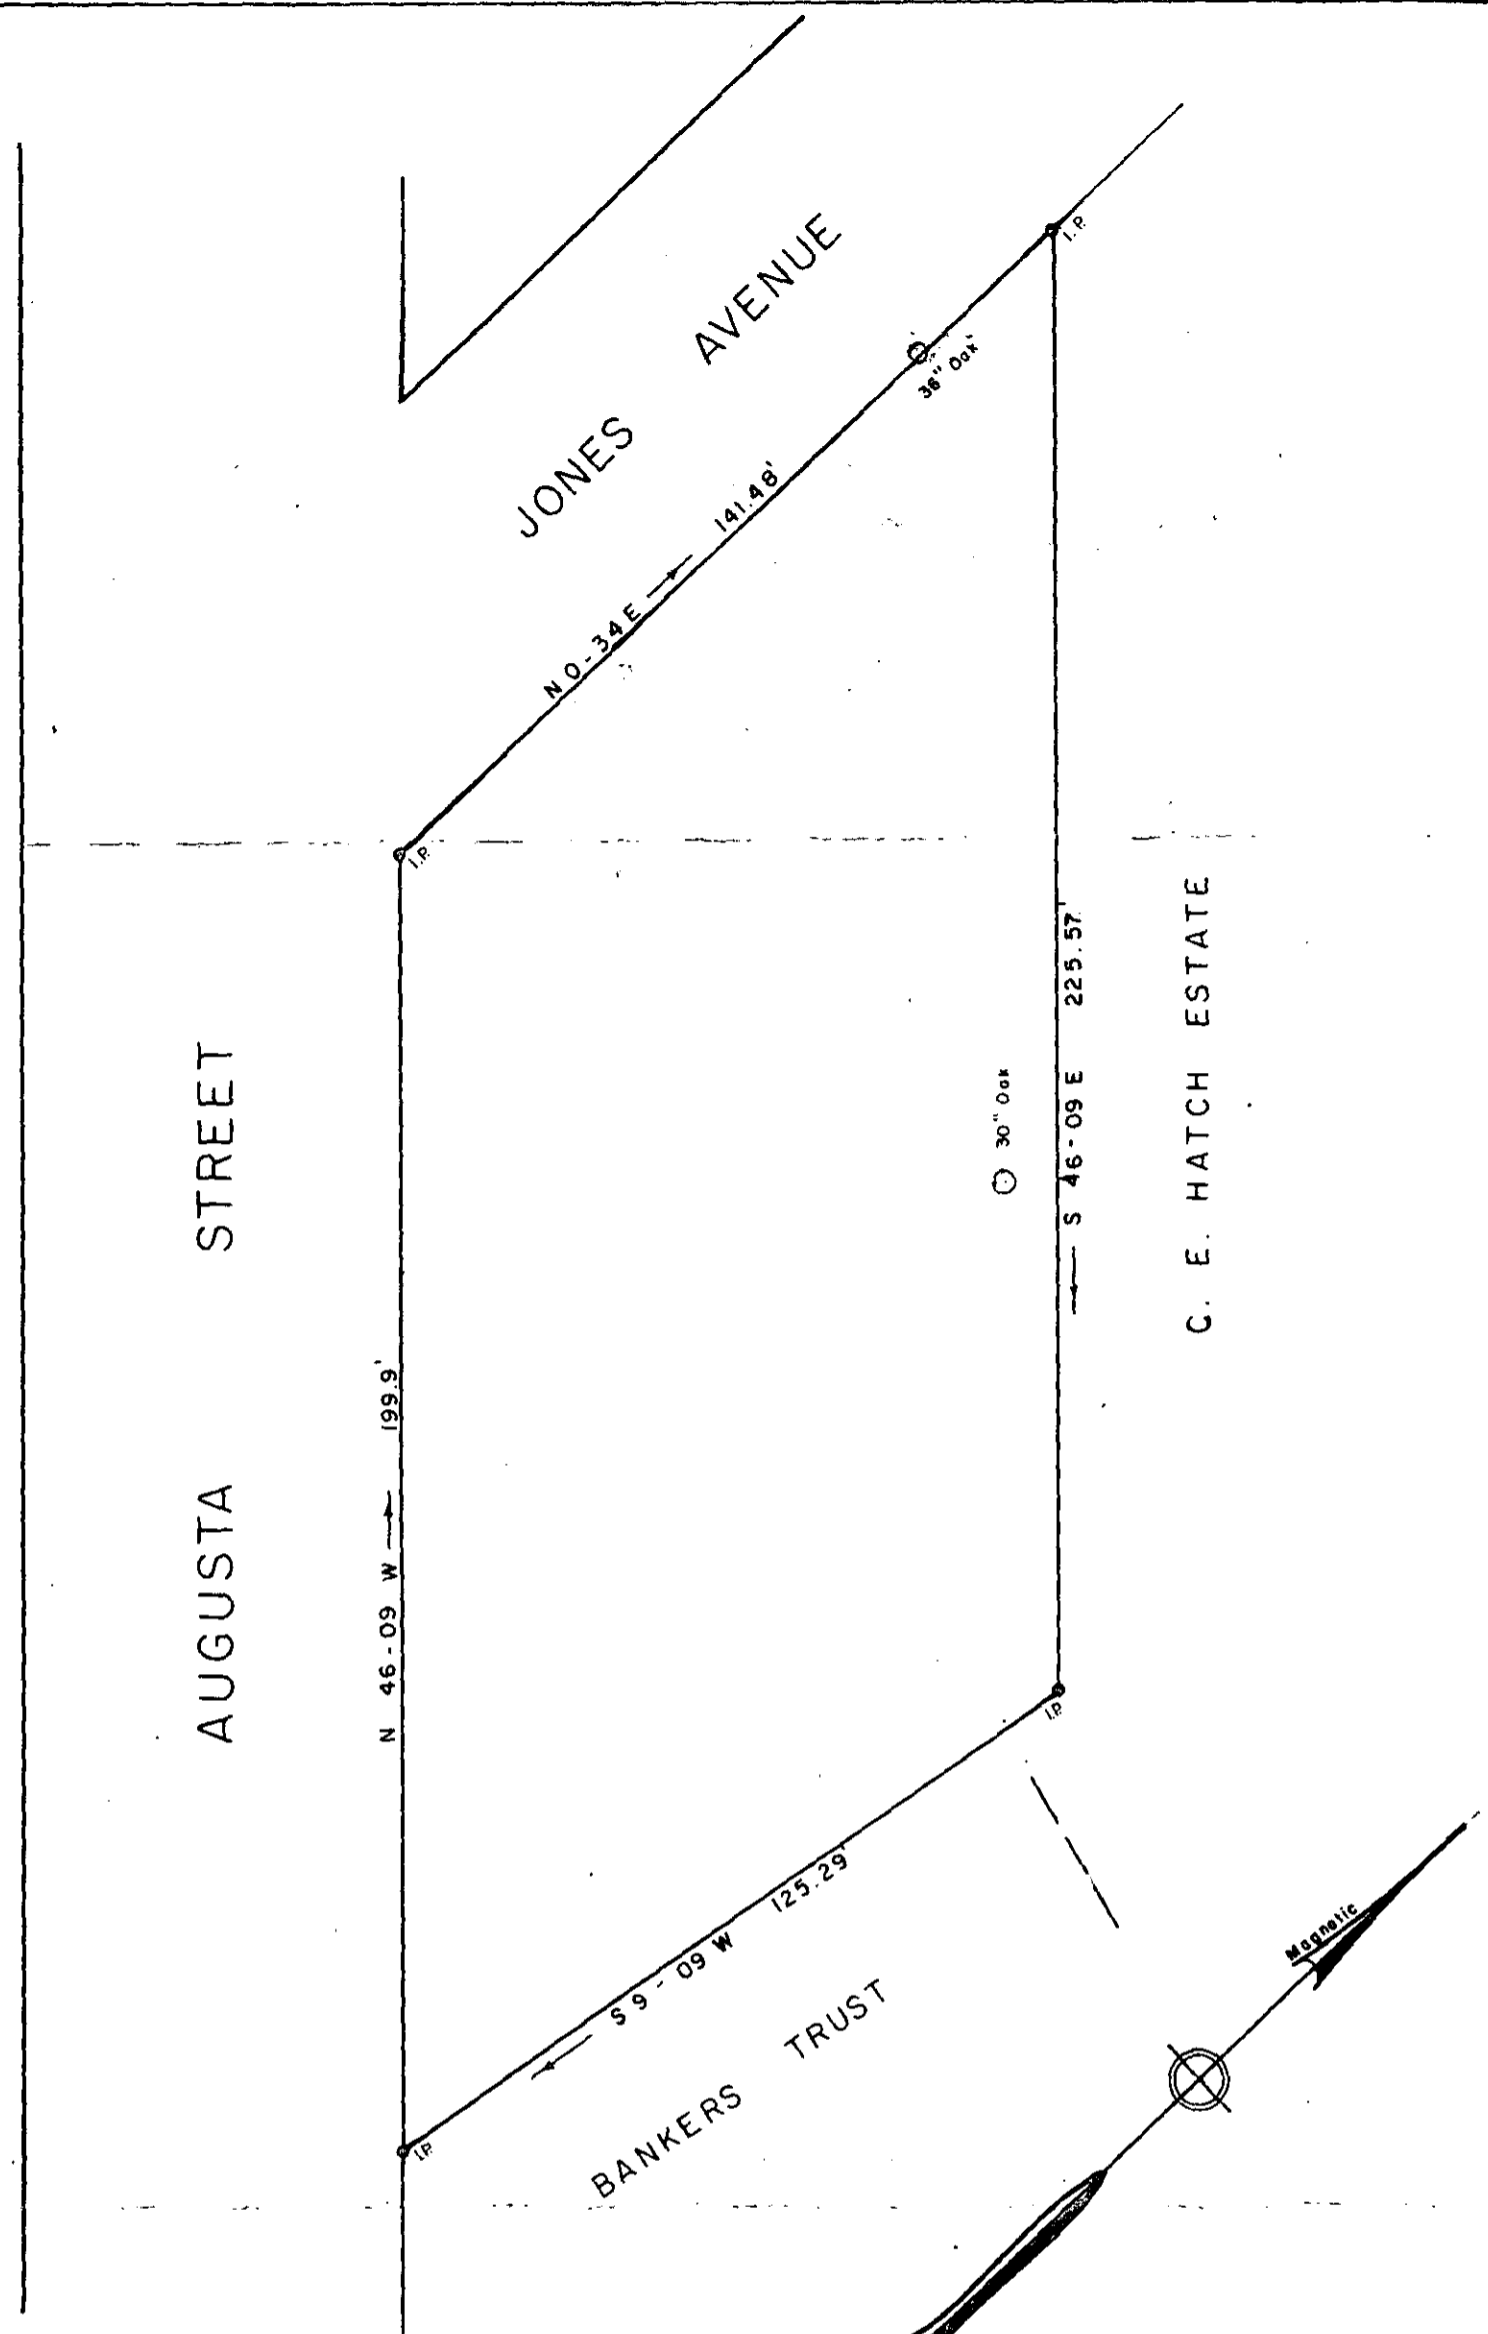 JONES AVENUE
I.P.
36" Oak
141.48'
N 0-34 E
I.P.
AUGUSTA STREET
N 46-09 W 199.9'
30" Oak
S 46-09 E 225.57'
C. E. HATCH ESTATE
I.P.
S 9-09 W 125.29'
BANKERS TRUST
I.P.
Magnetic